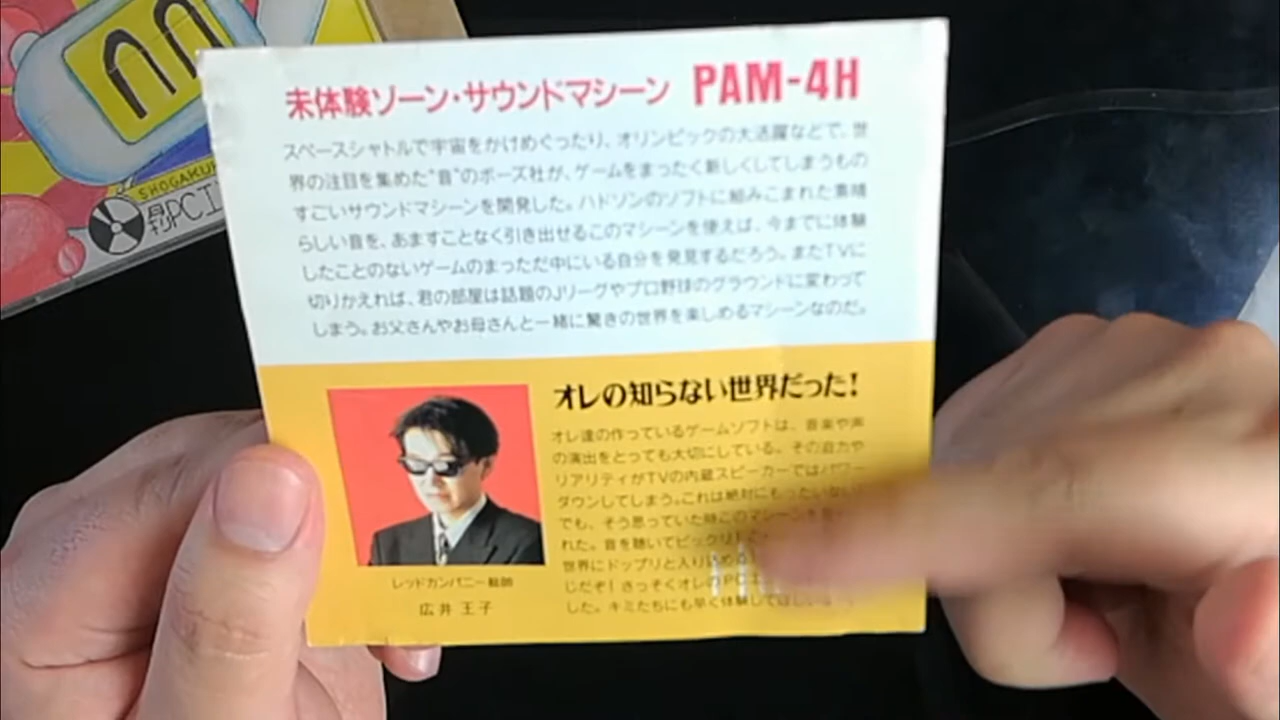 SHOGAKUK
月刊PCI
未体験ゾーン・サウンドマシーン PAM-4H
スペースシャトルで宇宙をかけめぐったり、オリンピックの大活躍などで、世
界の注目を集めた"音"のボーズ社が、ゲームをまったく新しくしてしまうもの
すごいサウンドマシーンを開発した。ハドソンのソフトに組みこまれた素晴
らしい音を、あますことなく引き出せるこのマシーンを使えば、今までに体験
したことのないゲームのまっただ中にいる自分を発見するだろう。またTVに
切りかえれば、君の部屋は話題のJリーグやプロ野球のグラウンドに変わって
しまう。お父さんやお母さんと一緒に驚きの世界を楽しめるマシーンなのだ。
オレの知らない世界だった!
オレ達の作っているゲームソフトは、音楽や声
の演出をとっても大切にしている。その迫力や
リアリティがTVの内蔵スピーカーではパワー
ダウンしてしまう。これは絶対にもったいない!
でも、そう思っていた時このマシーンを
れた。音を聴いてビックリ!
世界にドップリと入り込め
じだぞ!さっそくオレのPC
した。キミたちにも早く体験してほしい
レッドカンパニー総帥
広井王子